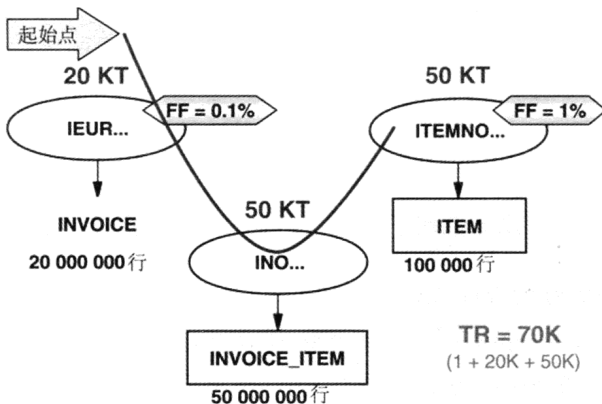 起始点
20 KT
50 KT
FF = 0.1%
FF = 1%
IEUR...
ITEMNO...
50 KT
INVOICE
ITEM
20 000 000行
INO...
100 000行
TR = 70K
(1 + 20K + 50K)
INVOICE_ITEM
50 000 000行